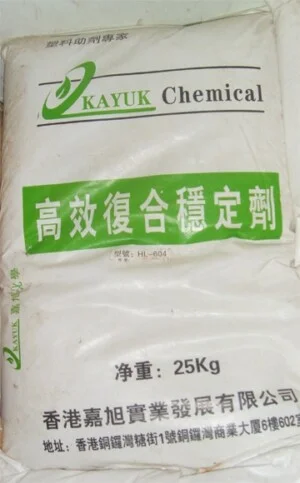 塑料助劑專家
KAYUK Chemical
高效復合穩定劑
型號: HL-604
KAYUK
净重: 25Kg
香港嘉旭實業發展有限公司
地址: 香港銅鑼灣糖街1號銅鑼灣商業大厦6樓602室